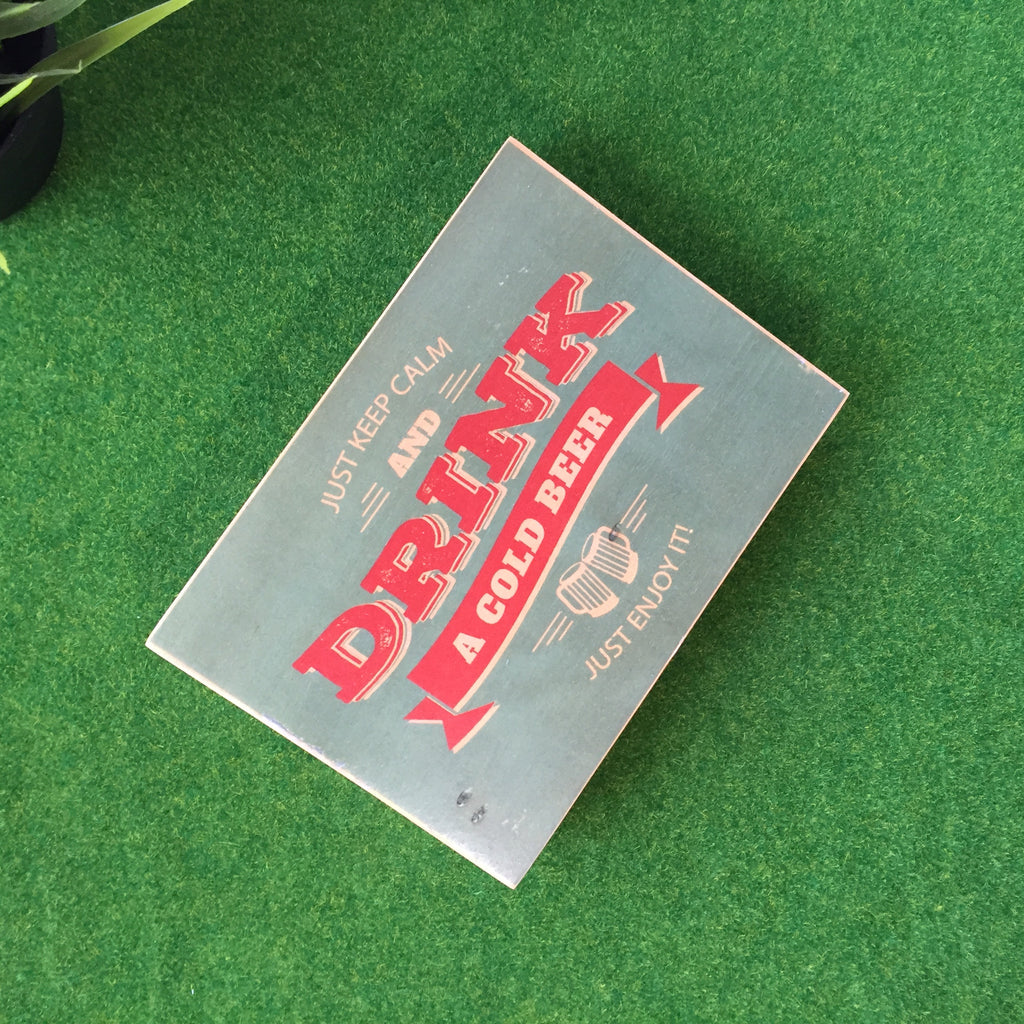 JUST KEEP CALM
AND
DRINK
A COLD BEER
JUST ENJOY IT!